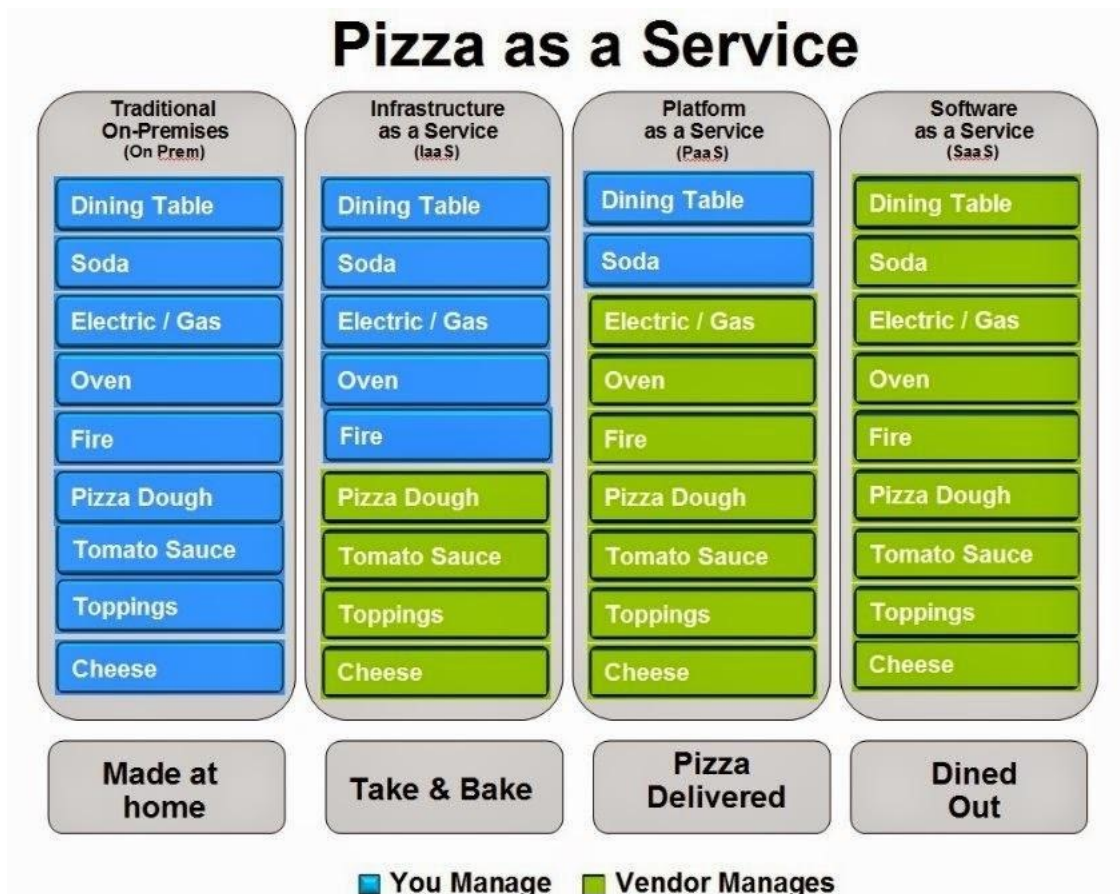 Pizza as a Service
Traditional
On-Premises
(On Prem)
Dining Table
Soda
Electric / Gas
Oven
Fire
Pizza Dough
Tomato Sauce
Toppings
Cheese
Made at
home
Infrastructure
as a Service
(IaaS)
Dining Table
Soda
Electric / Gas
Oven
Fire
Pizza Dough
Tomato Sauce
Toppings
Cheese
Take & Bake
Platform
as a Service
(PaaS)
Dining Table
Soda
Electric / Gas
Oven
Fire
Pizza Dough
Tomato Sauce
Toppings
Cheese
Pizza
Delivered
Software
as a Service
(SaaS)
Dining Table
Soda
Electric / Gas
Oven
Fire
Pizza Dough
Tomato Sauce
Toppings
Cheese
Dined
Out
You Manage
Vendor Manages